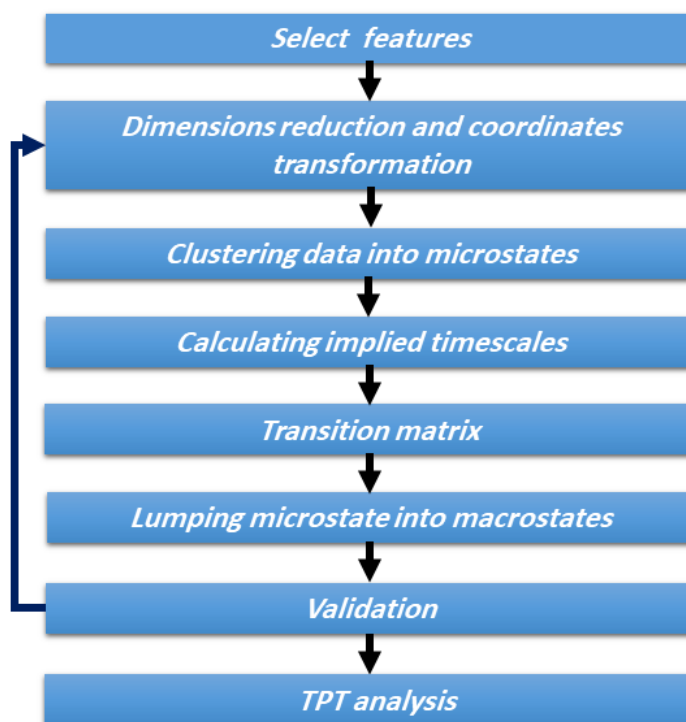 Select features
Dimensions reduction and coordinates
transformation
Clustering data into microstates
Calculating implied timescales
Transition matrix
Lumping microstate into macrostates
Validation
TPT analysis